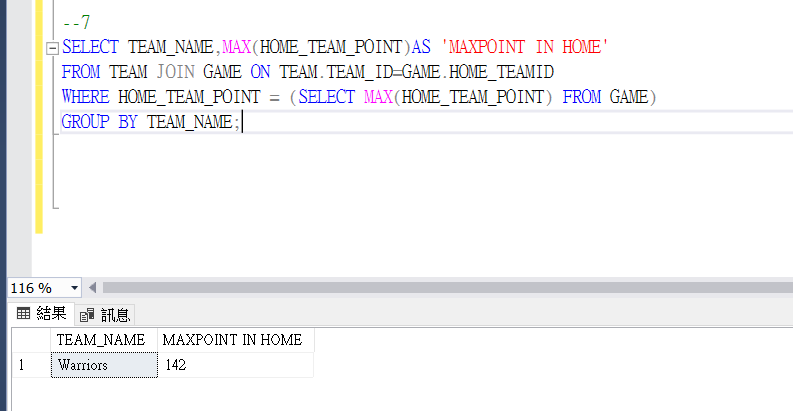 --7
SELECT TEAM_NAME,MAX(HOME_TEAM_POINT)AS 'MAXPOINT IN HOME'
FROM TEAM JOIN GAME ON TEAM.TEAM_ID=GAME.HOME_TEAMID
WHERE HOME_TEAM_POINT = (SELECT MAX(HOME_TEAM_POINT) FROM GAME)
GROUP BY TEAM_NAME;
116 %
結果 訊息
TEAM_NAME MAXPOINT IN HOME
1 Warriors 142